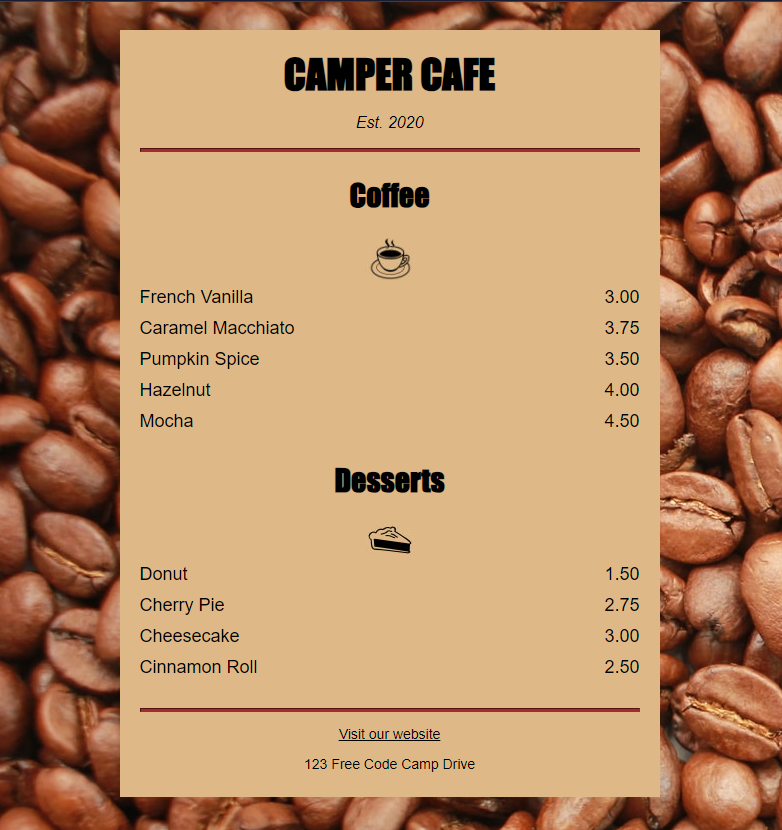 CAMPER CAFE
Est. 2020
Coffee
French Vanilla 3.00
Caramel Macchiato 3.75
Pumpkin Spice 3.50
Hazelnut 4.00
Mocha 4.50
Desserts
Donut 1.50
Cherry Pie 2.75
Cheesecake 3.00
Cinnamon Roll 2.50
Visit our website
123 Free Code Camp Drive